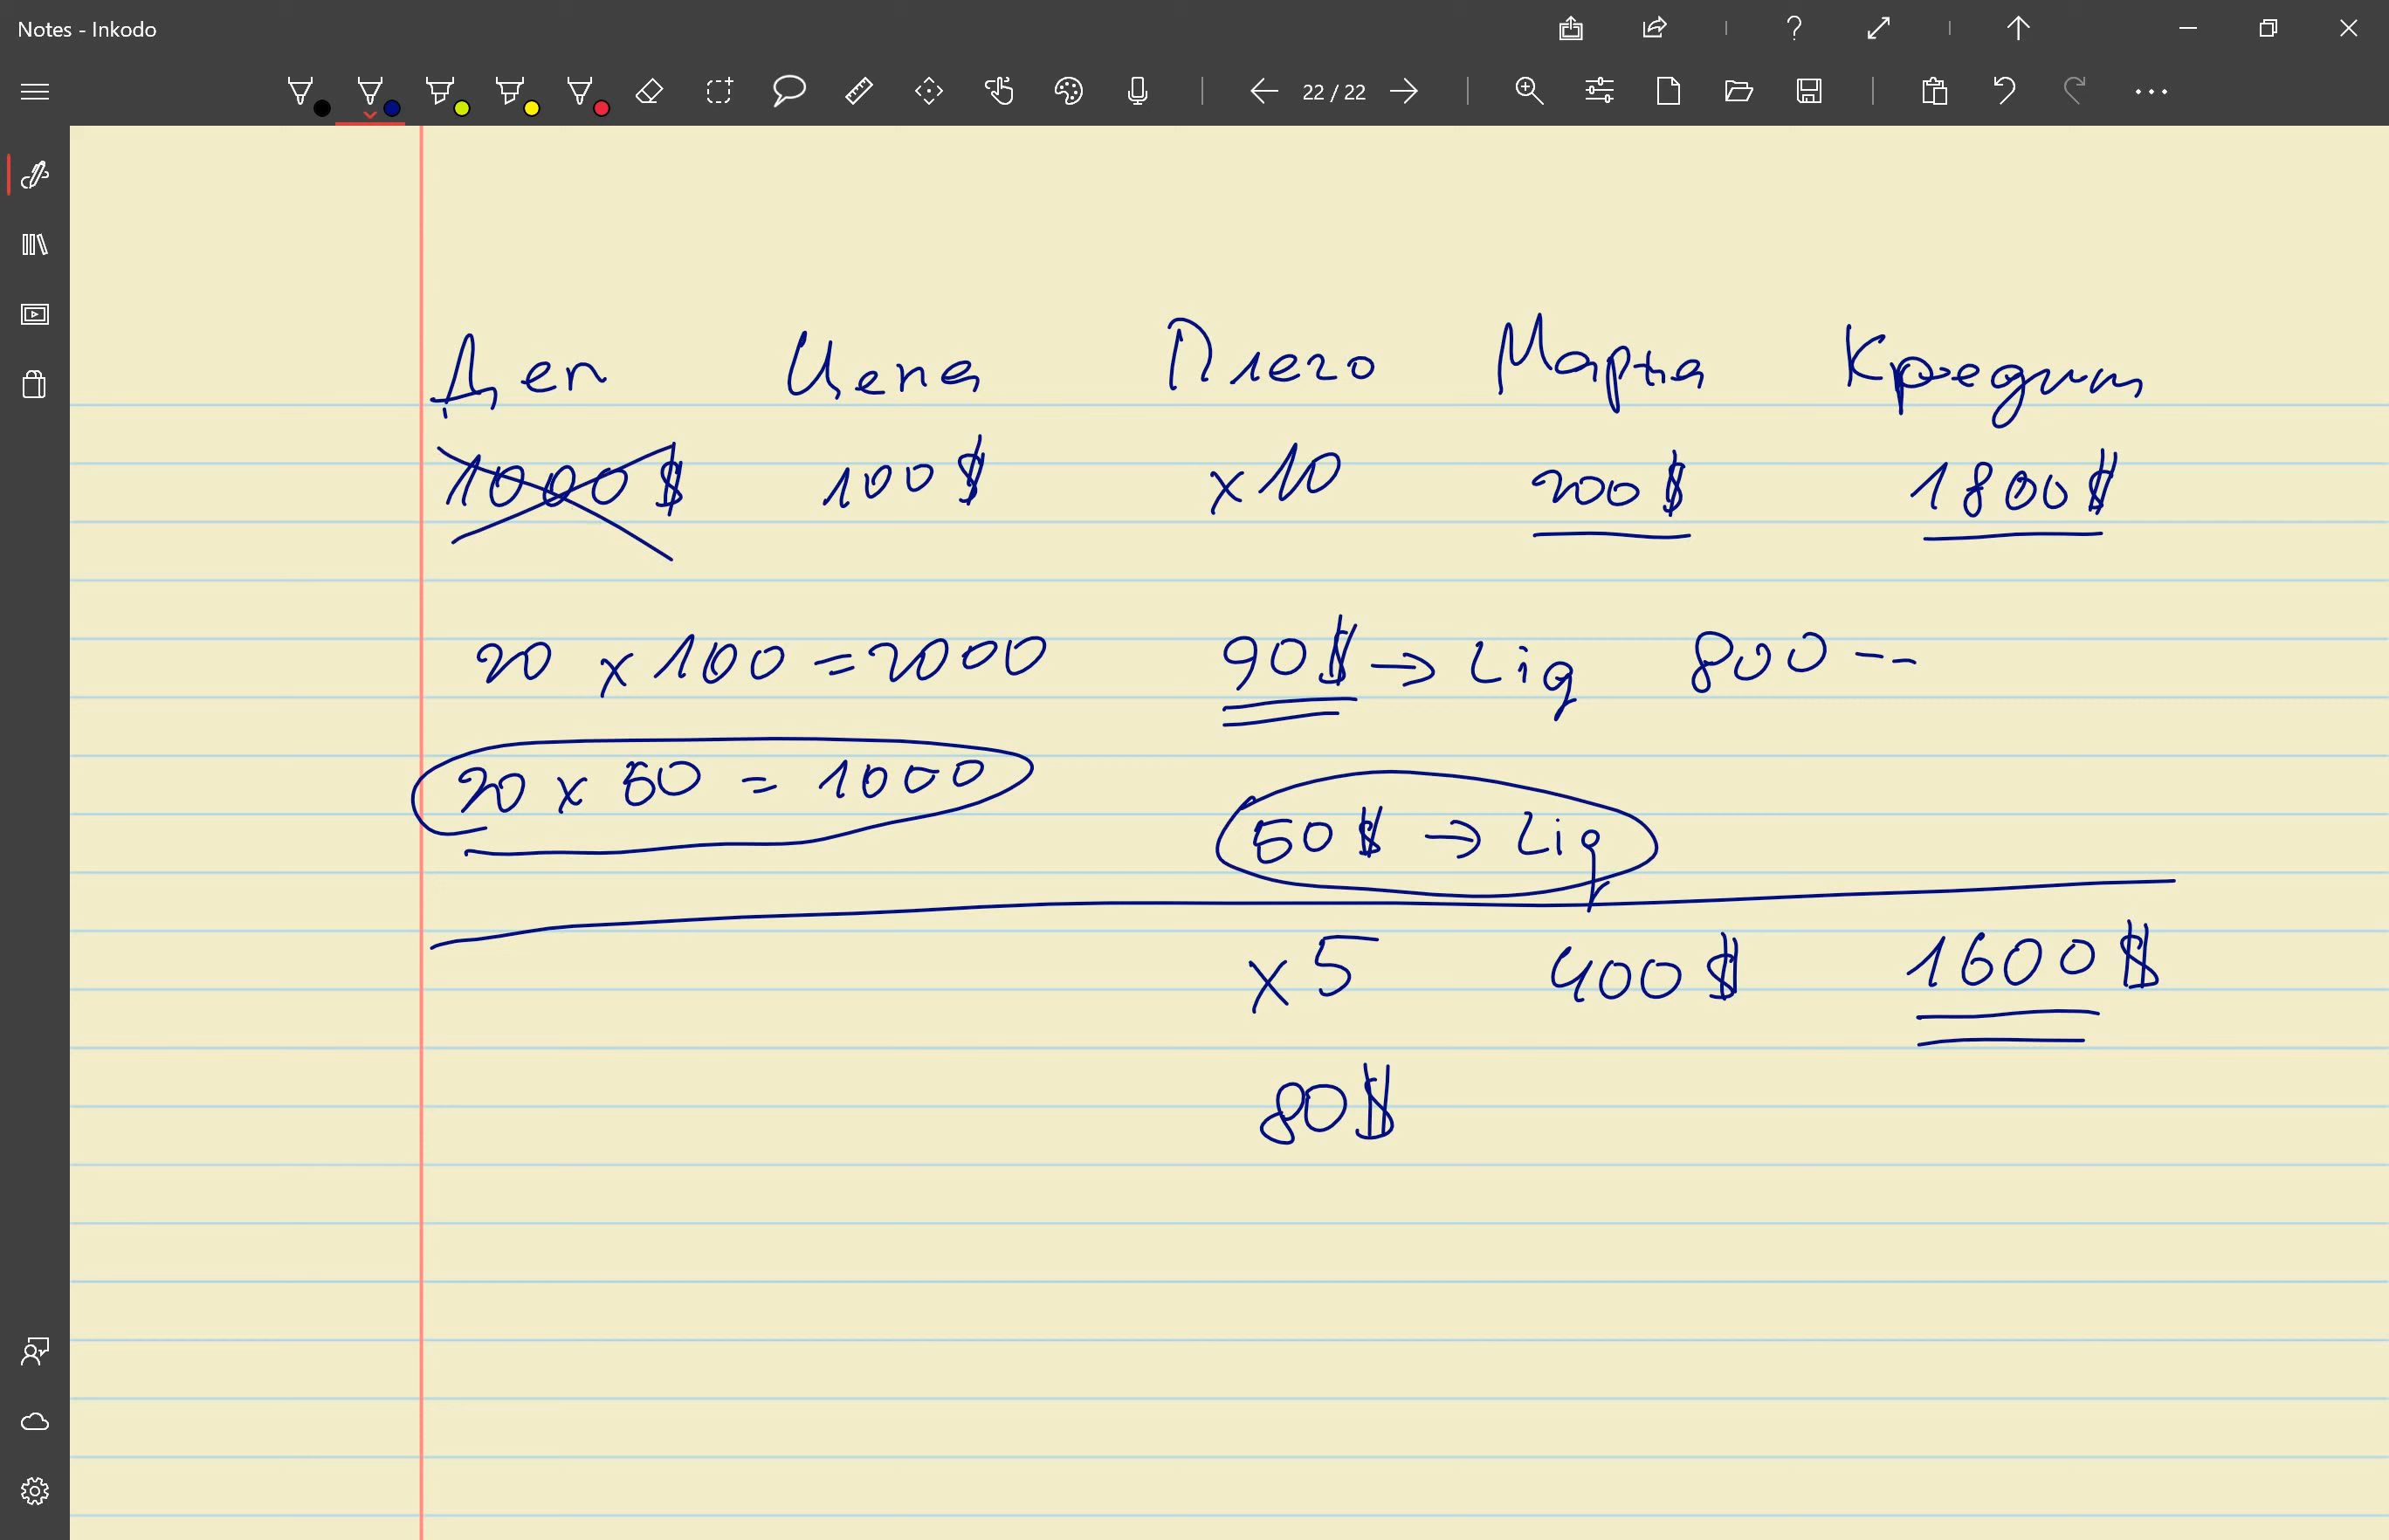 Notes - Inkodo
22 / 22
Деп Цена Плечо Маржа Кредит
1000$ 100$ x10 200$ 1800$
20 x 100 = 2000 90$ => Liq 800--
20 x 50 = 1000
50$ => Liq
x5 400$ 1600$
80$